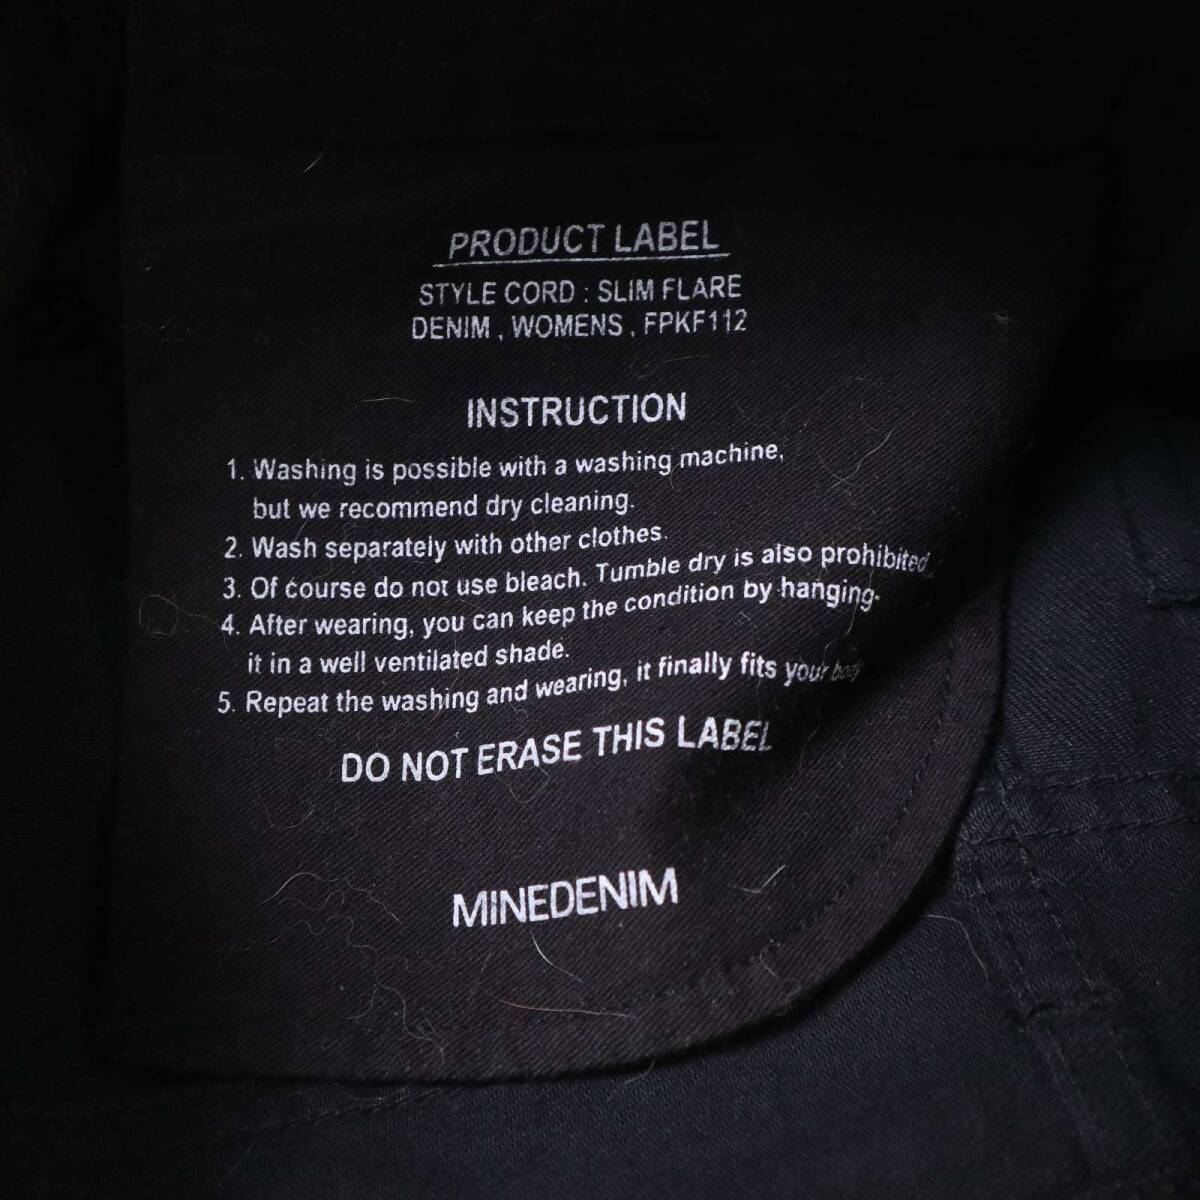 PRODUCT LABEL
STYLE CORD : SLIM FLARE
DENIM , WOMENS , FPKF112
INSTRUCTION
1. Washing is possible with a washing machine,
but we recommend dry cleaning.
2. Wash separately with other clothes.
3. Of course do not use bleach. Tumble dry is also prohibited.
4. After wearing, you can keep the condition by hanging
it in a well ventilated shade.
5. Repeat the washing and wearing, it finally fits your body
DO NOT ERASE THIS LABEL
MINEDENIM